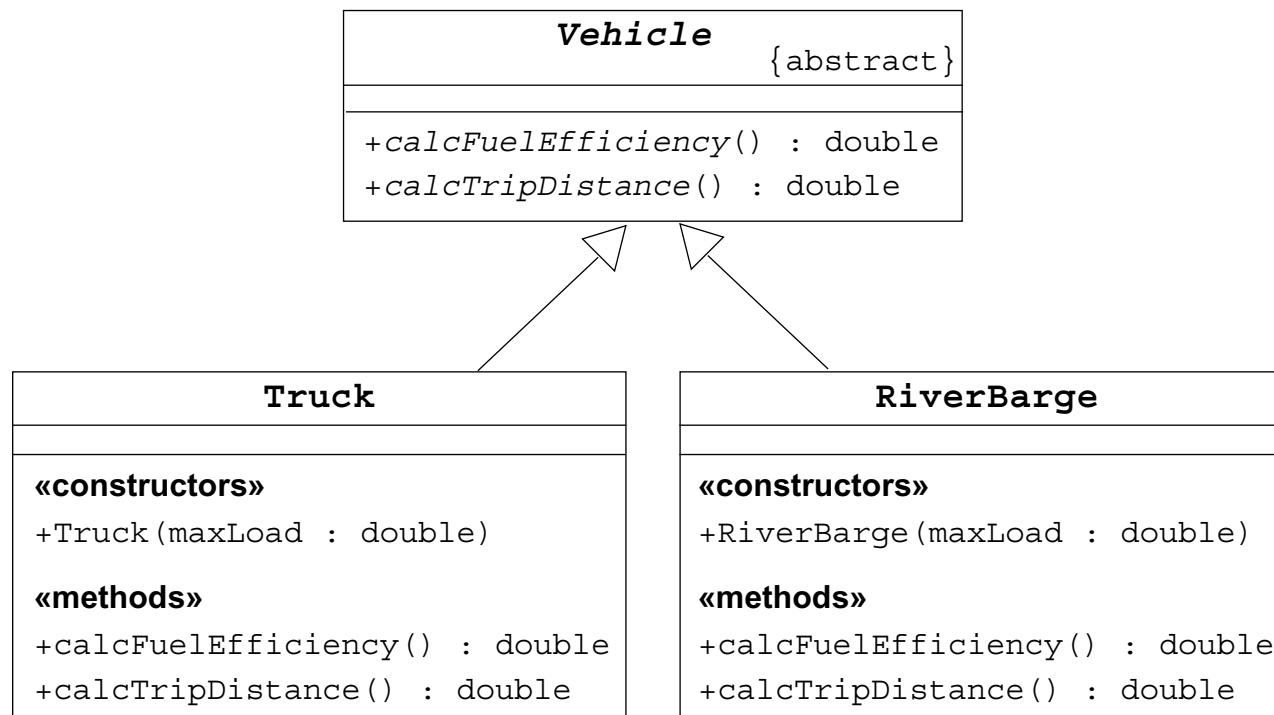 Vehicle
{abstract}
+calcFuelEfficiency() : double
+calcTripDistance() : double
Truck
«constructors»
+Truck(maxLoad : double)
«methods»
+calcFuelEfficiency() : double
+calcTripDistance() : double
RiverBarge
«constructors»
+RiverBarge(maxLoad : double)
«methods»
+calcFuelEfficiency() : double
+calcTripDistance() : double